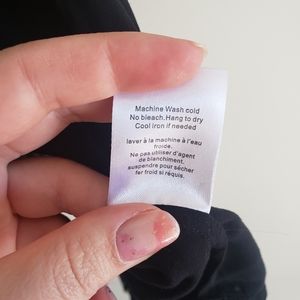 Machine Wash cold
No bleach. Hang to dry
Cool Iron if needed
laver à la machine à l'eau
froide.
Ne pas utiliser d'agent
de blanchiment.
suspendre pour sécher
fer froid si réquis.